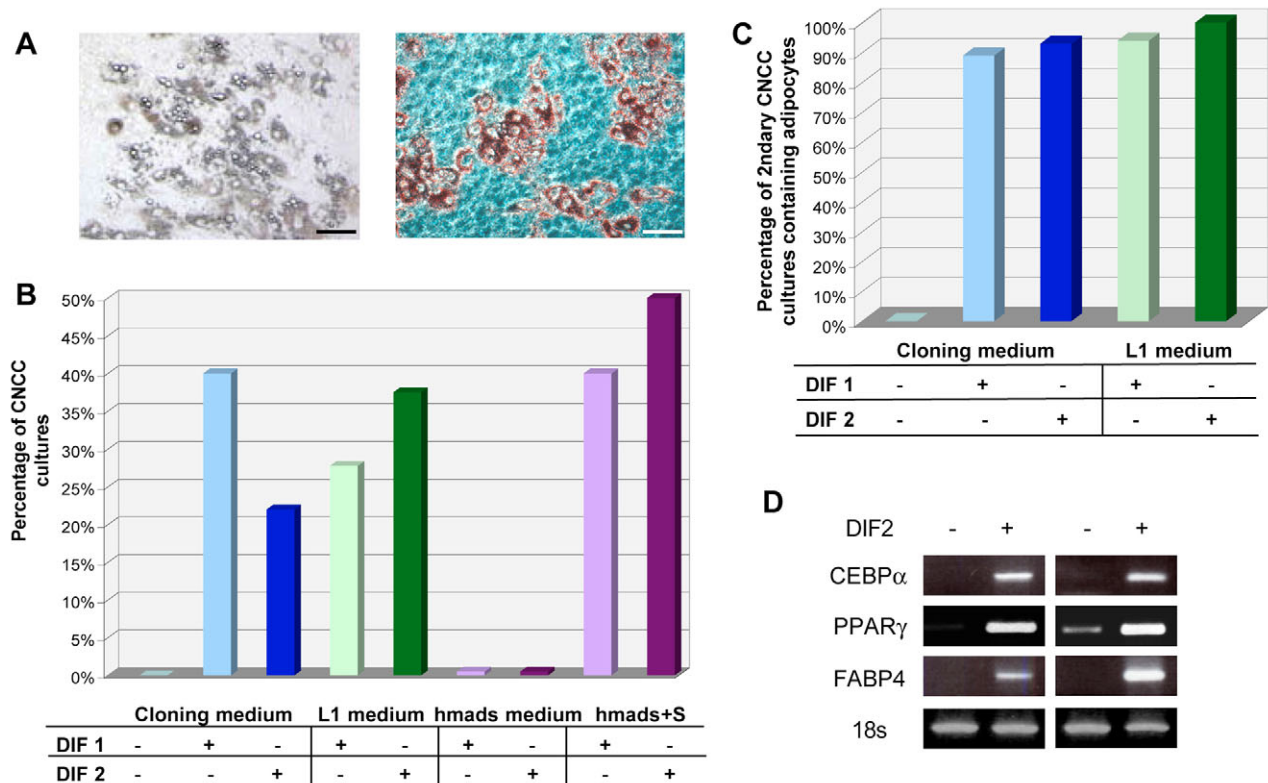 A
B
Percentage of CNCC
cultures
50%
45%
40%
35%
30%
25%
20%
15%
10%
5%
0%
Cloning medium L1 medium hmads medium hmads+S
DIF 1 - + - + - + - + -
DIF 2 - - + - + - + - +
C
Percentage of 2ndary CNCC
cultures containing adipocytes
100%
90%
80%
70%
60%
50%
40%
30%
20%
10%
0%
Cloning medium L1 medium
DIF 1 - + - + -
DIF 2 - - + - +
D
DIF2 - + - +
CEBPα
PPARγ
FABP4
18s